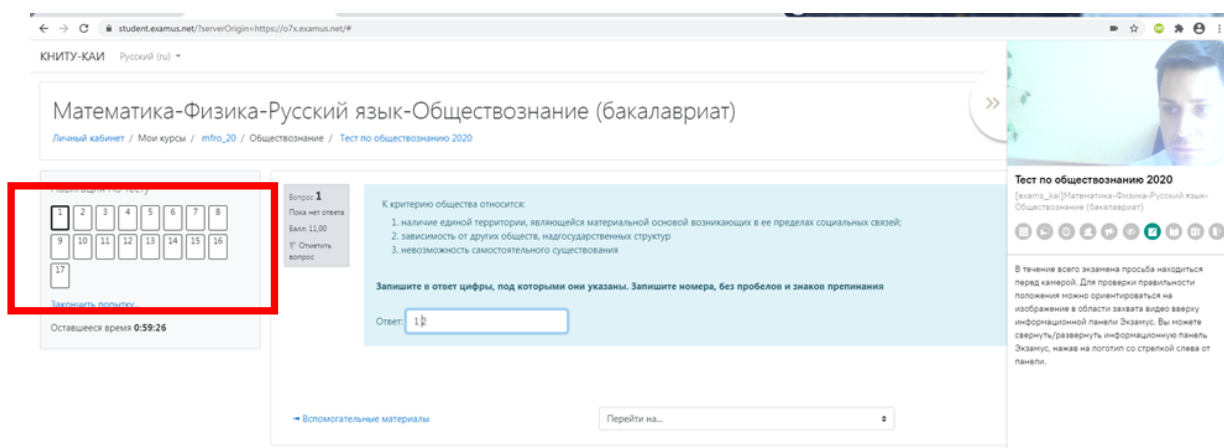 student.examus.net/?serverOrigin=https://o7x.examus.net/#
КНИТУ-КАИ Русский (ru)
Математика-Физика-Русский язык-Обществознание (бакалавриат)
Личный кабинет / Мои курсы / mfro_20 / Обществознание / Тест по обществознанию 2020
Навигация по тесту
1 2 3 4 5 6 7 8
9 10 11 12 13 14 15 16
17
Закончить попытку...
Оставшееся время 0:59:26
Вопрос 1
Пока нет ответа
Балл: 11,00
Отметить
вопрос
К критерию общества относится:
1. наличие единой территории, являющейся материальной основой возникающих в ее пределах социальных связей;
2. зависимость от других обществ, надгосударственных структур
3. невозможность самостоятельного существования
Запишите в ответ цифры, под которыми они указаны. Запишите номера, без пробелов и знаков препинания
Ответ: 12
Вспомогательные материалы
Перейти на...
Тест по обществознанию 2020
[exams_kai]Математика-Физика-Русский язык-
Обществознание (бакалавриат)
В течение всего экзамена просьба находиться
перед камерой. Для проверки правильности
положения можно ориентироваться на
изображение в области захвата видео вверху
информационной панели Экзамус. Вы можете
свернуть/развернуть информационную панель
Экзамус, нажав на логотип со стрелкой слева от
панели.